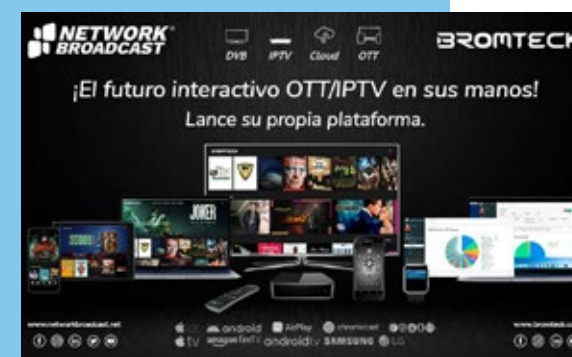 NETWORK
BROADCAST
DVB IPTV Cloud OTT
BROMTECK
¡El futuro interactivo OTT/IPTV en sus manos!
Lance su propia plataforma.
JOKER
www.networkbroadcast.net
android AirPlay chromecast
tv amazon fireTV androidtv SAMSUNG LG
www.bromteck.co